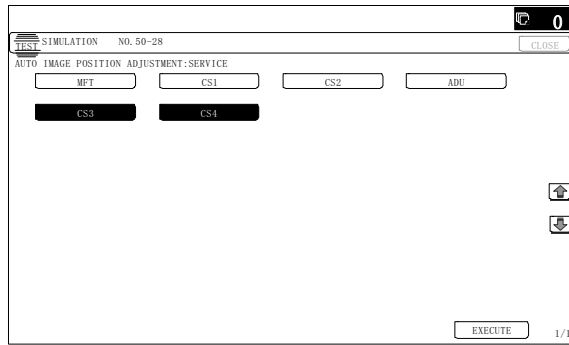 0
TEST SIMULATION NO. 50-28
CLOSE
AUTO IMAGE POSITION ADJUSTMENT:SERVICE
MFT CS1 CS2 ADU
CS3 CS4
EXECUTE 1/1